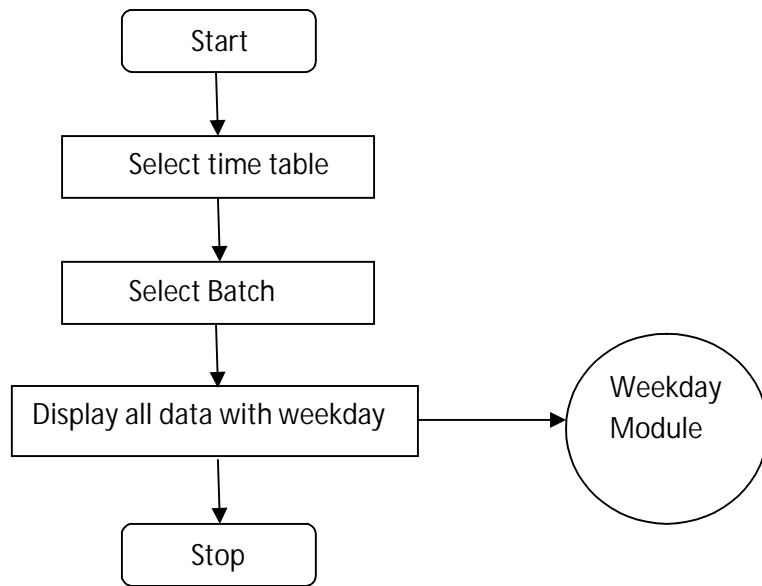 Start
Select time table
Select Batch
Display all data with weekday
Weekday
Module
Stop